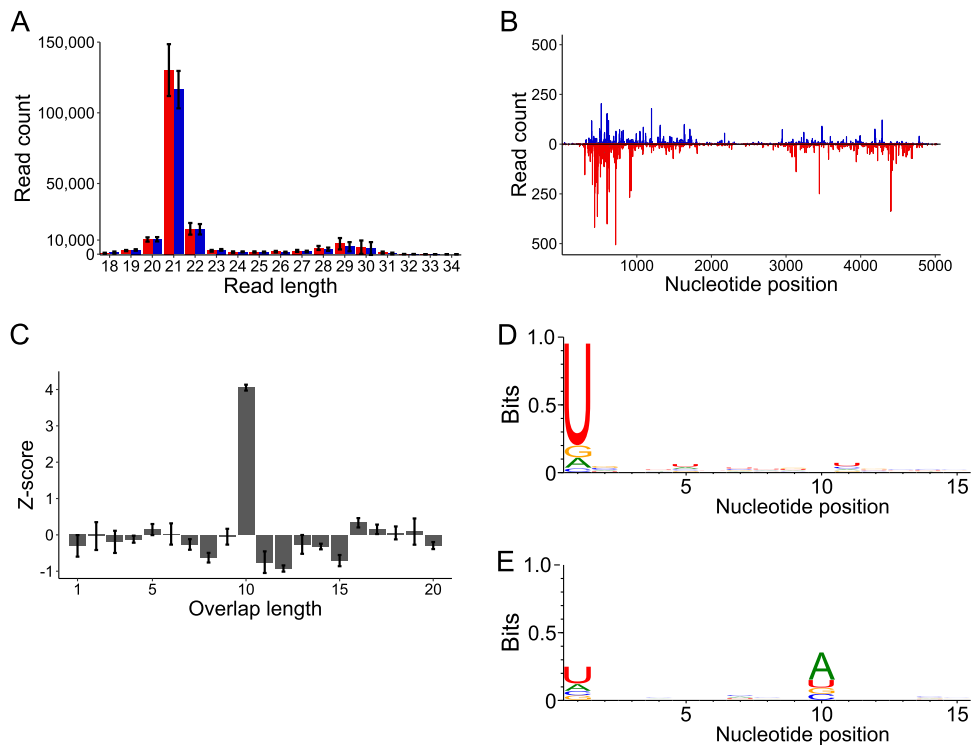 A
150,000
100,000
50,000
10,000
0
Read count
18 19 20 21 22 23 24 25 26 27 28 29 30 31 32 33 34
Read length
B
500
250
0
250
500
Read count
1000 2000 3000 4000 5000
Nucleotide position
C
4
3
2
1
0
-1
Z-score
1 5 10 15 20
Overlap length
D
1.0
0.5
0
Bits
U
G
A
5 10 15
Nucleotide position
E
1.0
0.5
0
Bits
U
A
C
G
A
U
G
C
5 10 15
Nucleotide position